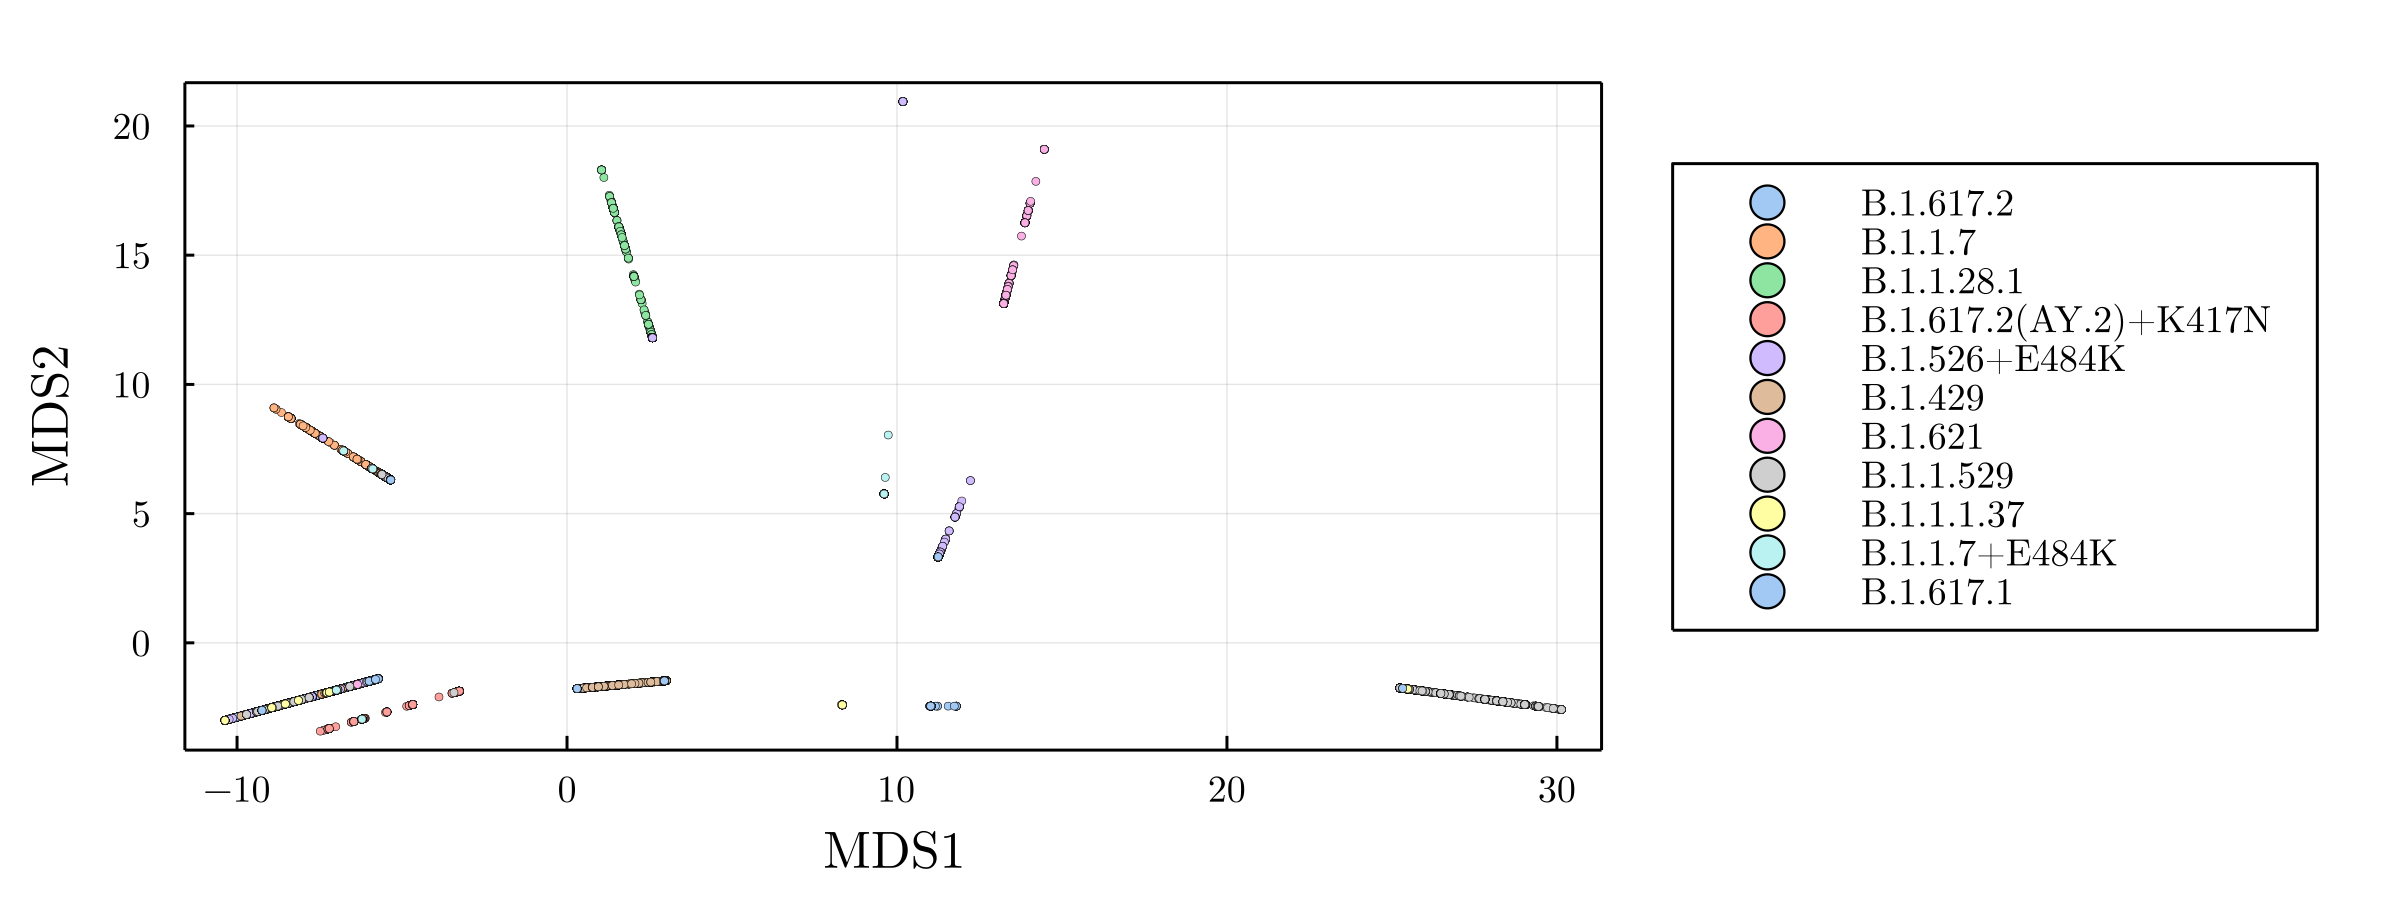 20
15
10
5
0
MDS2
−10
0
10
20
30
MDS1
B.1.617.2
B.1.1.7
B.1.1.28.1
B.1.617.2(AY.2)+K417N
B.1.526+E484K
B.1.429
B.1.621
B.1.1.529
B.1.1.1.37
B.1.1.7+E484K
B.1.617.1